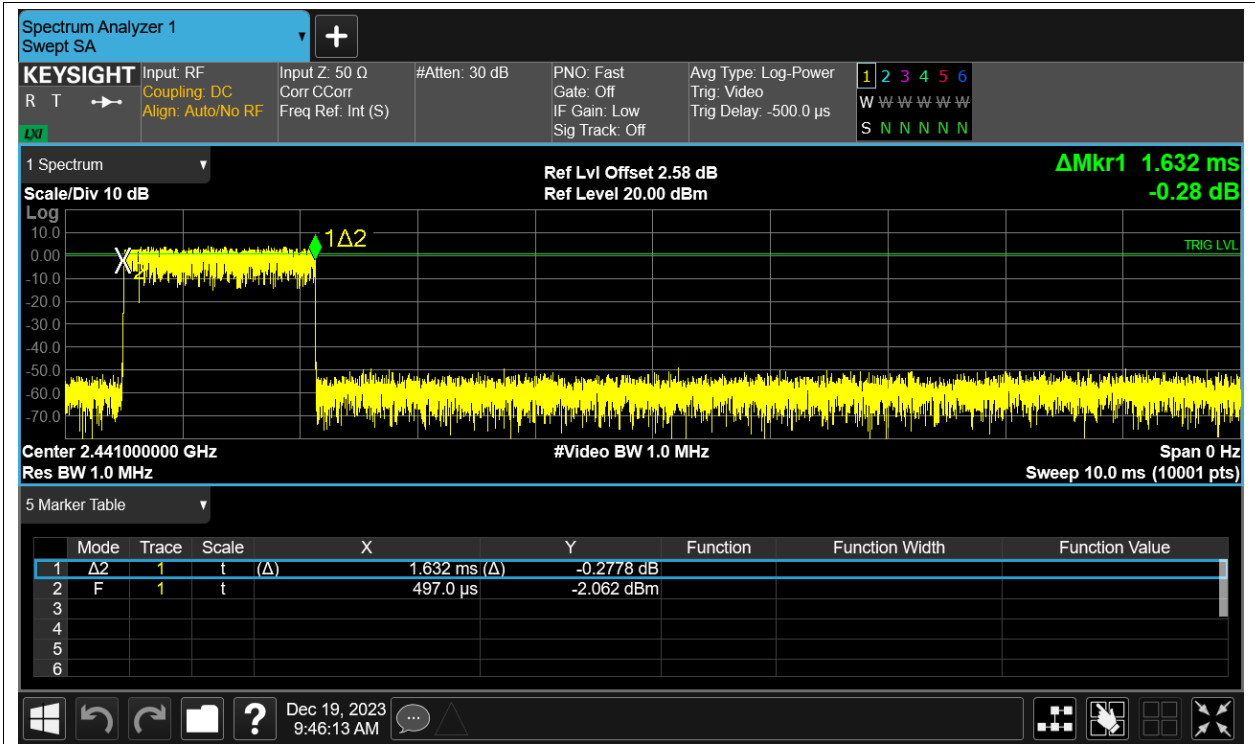 Spectrum Analyzer 1
Swept SA
KEYSIGHT Input: RF Input Z: 50 Ω #Atten: 30 dB PNO: Fast Avg Type: Log-Power 1 2 3 4 5 6
R T Coupling: DC Corr CCorr Gate: Off Trig: Video W W W W W W
Align: Auto/No RF Freq Ref: Int (S) IF Gain: Low Trig Delay: -500.0 µs
LXI Sig Track: Off S N N N N N
1 Spectrum
Ref Lvl Offset 2.58 dB
ΔMkr1 1.632 ms
Scale/Div 10 dB Ref Level 20.00 dBm -0.28 dB
Log
10.0
1Δ2
TRIG LVL
0.00
2
-10.0
-20.0
-30.0
-40.0
-50.0
-60.0
-70.0
Center 2.441000000 GHz #Video BW 1.0 MHz Span 0 Hz
Res BW 1.0 MHz Sweep 10.0 ms (10001 pts)
5 Marker Table
Mode Trace Scale X Y Function Function Width Function Value
1 Δ2 1 t (Δ) 1.632 ms (Δ) -0.2778 dB
2 F 1 t 497.0 µs -2.062 dBm
3
4
5
6
? Dec 19, 2023
9:46:13 AM